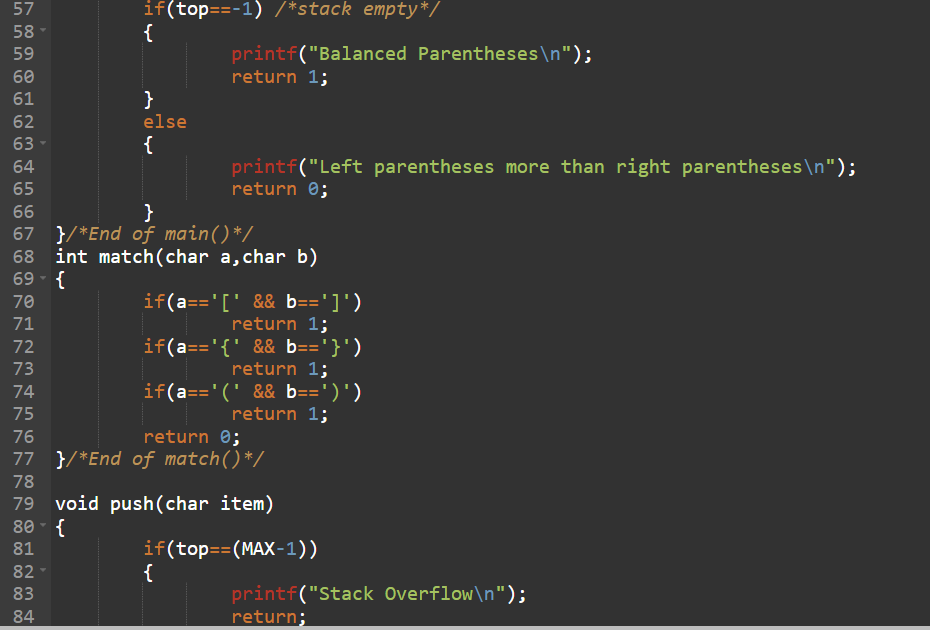 57 if(top==-1) /*stack empty*/
58 {
59 printf("Balanced Parentheses\n");
60 return 1;
61 }
62 else
63 {
64 printf("Left parentheses more than right parentheses\n");
65 return 0;
66 }
67 }/*End of main()*/
68 int match(char a,char b)
69 {
70 if(a=='[' && b==']')
71 return 1;
72 if(a=='{' && b=='}')
73 return 1;
74 if(a=='(' && b==')')
75 return 1;
76 return 0;
77 }/*End of match()*/
78
79 void push(char item)
80 {
81 if(top==(MAX-1))
82 {
83 printf("Stack Overflow\n");
84 return;